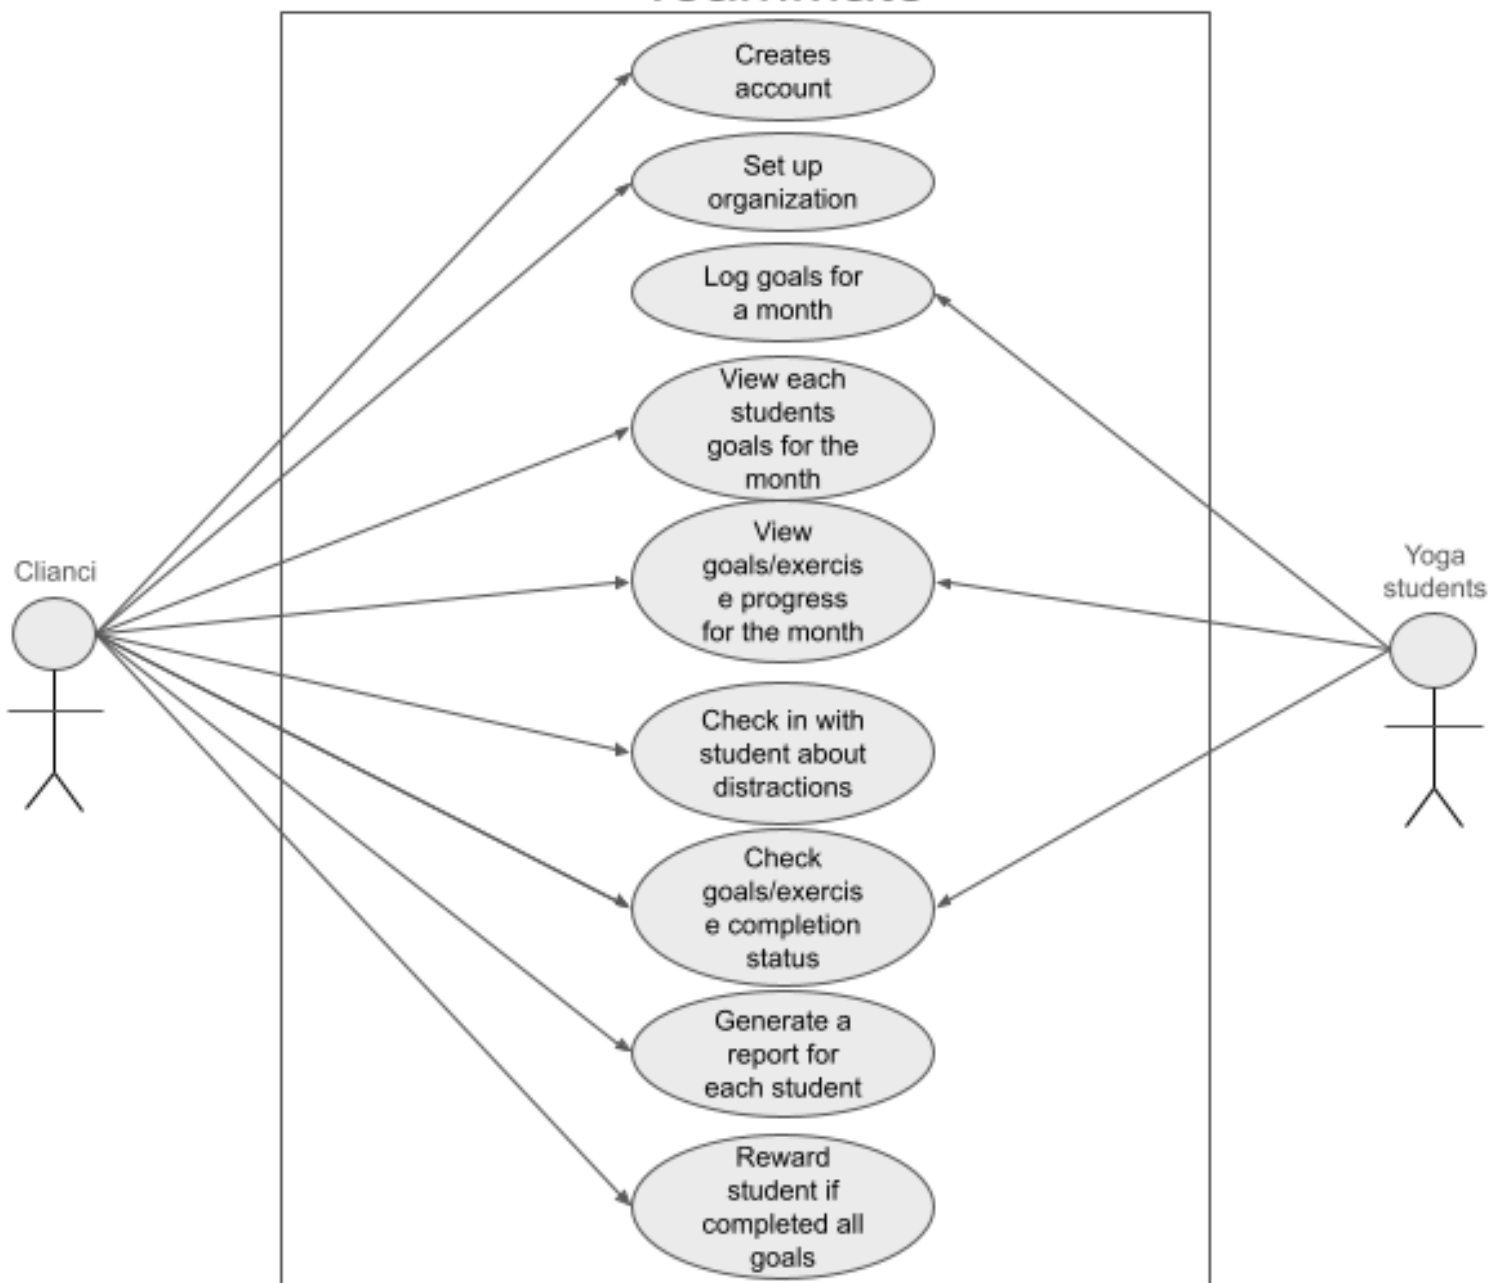 Creates
account
Set up
organization
Log goals for
a month
View each
students
goals for the
month
View
goals/exercis
e progress
for the month
Clianci
Yoga
students
Check in with
student about
distractions
Check
goals/exercis
e completion
status
Generate a
report for
each student
Reward
student if
completed all
goals